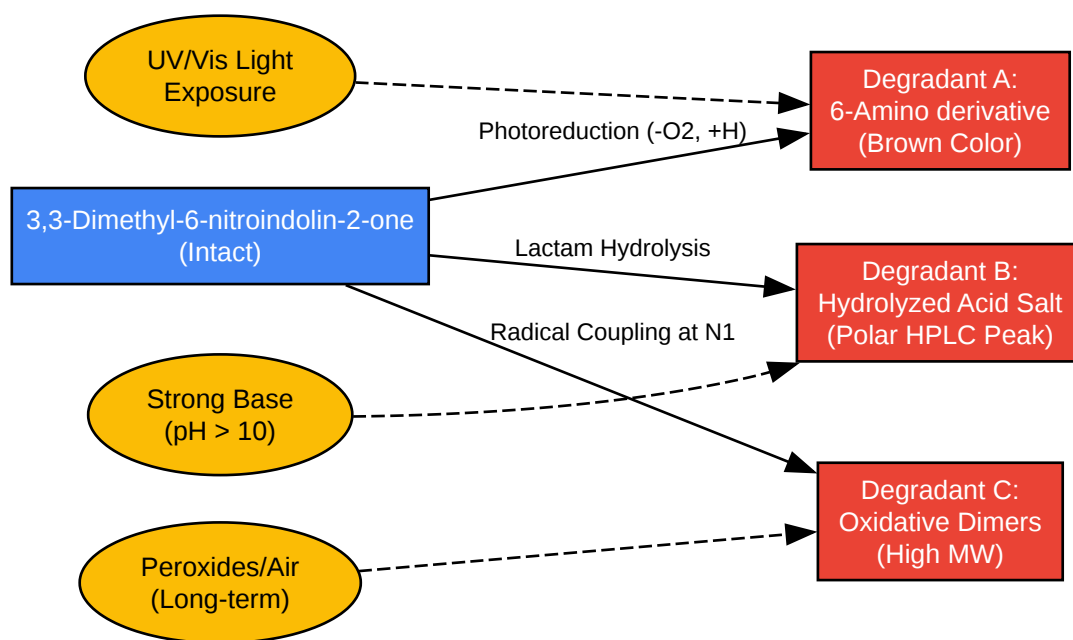 UV/Vis Light
Exposure
Degradant A:
6-Amino derivative
(Brown Color)
Photoreduction (-O2, +H)
3,3-Dimethyl-6-nitroindolin-2-one
(Intact)
Lactam Hydrolysis
Degradant B:
Hydrolyzed Acid Salt
(Polar HPLC Peak)
Radical Coupling at N1
Strong Base
(pH > 10)
Degradant C:
Oxidative Dimers
(High MW)
Peroxides/Air
(Long-term)